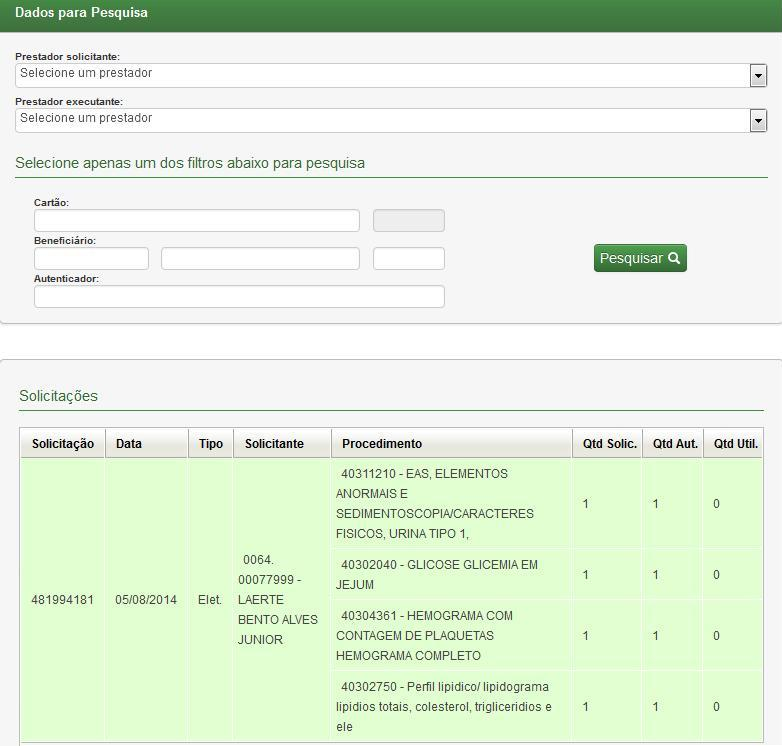 Dados para Pesquisa
Prestador solicitante:
Selecione um prestador
Prestador executante:
Selecione um prestador
Selecione apenas um dos filtros abaixo para pesquisa
Cartão:
Beneficiário:
Autenticador:
Pesquisar
Solicitações
Solicitação Data Tipo Solicitante Procedimento Qtd Solic. Qtd Aut. Qtd Util.
481994181 05/08/2014 Elet.
0064.
00077999 -
LAERTE
BENTO ALVES
JUNIOR
40311210 - EAS, ELEMENTOS
ANORMAIS E
SEDIMENTOSCOPIA/CARACTERES
FISICOS, URINA TIPO 1,
1 1 0
40302040 - GLICOSE GLICEMIA EM
JEJUM
1 1 0
40304361 - HEMOGRAMA COM
CONTAGEM DE PLAQUETAS
HEMOGRAMA COMPLETO
1 1 0
40302750 - Perfil lipidico/ lipidograma
lipidios totais, colesterol, trigliceridios e
ele
1 1 0